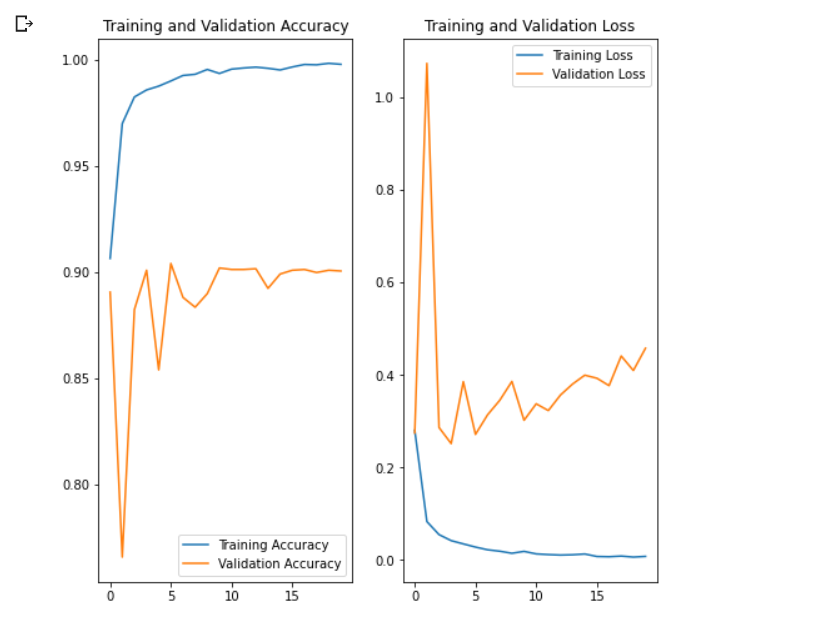 Training and Validation Accuracy
1.00
0.95
0.90
0.85
0.80
Training Accuracy
Validation Accuracy
0 5 10 15
Training and Validation Loss
Training Loss
Validation Loss
1.0
0.8
0.6
0.4
0.2
0.0
0 5 10 15